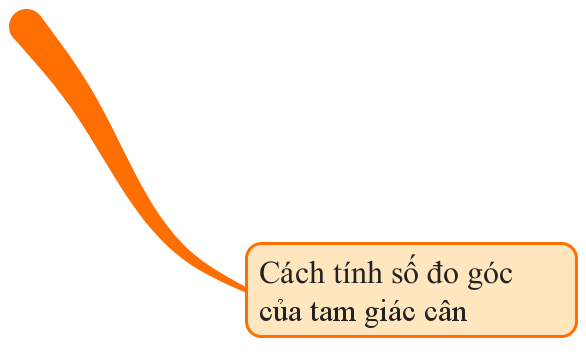 Cách tính số đo góc
của tam giác cân